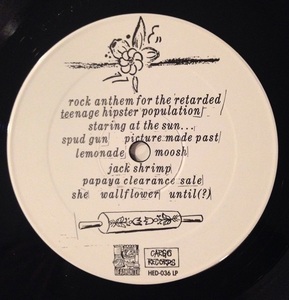 rock anthem for the retarded
teenage hipster population
staring at the sun...
spud gun picture made past
lemonade moosh
jack shrimp
papaya clearance sale
she wallflower until(?)
CARGO
RECORDS
HED-036 LP